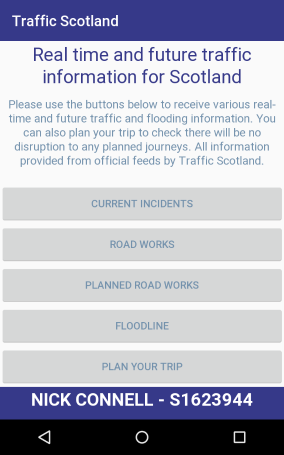 Traffic Scotland
Real time and future traffic
information for Scotland
Please use the buttons below to receive various real-
time and future traffic and flooding information. You
can also plan your trip to check there will be no
disruption to any planned journeys. All information
provided from official feeds by Traffic Scotland.
CURRENT INCIDENTS
ROAD WORKS
PLANNED ROAD WORKS
FLOODLINE
PLAN YOUR TRIP
NICK CONNELL - S1623944